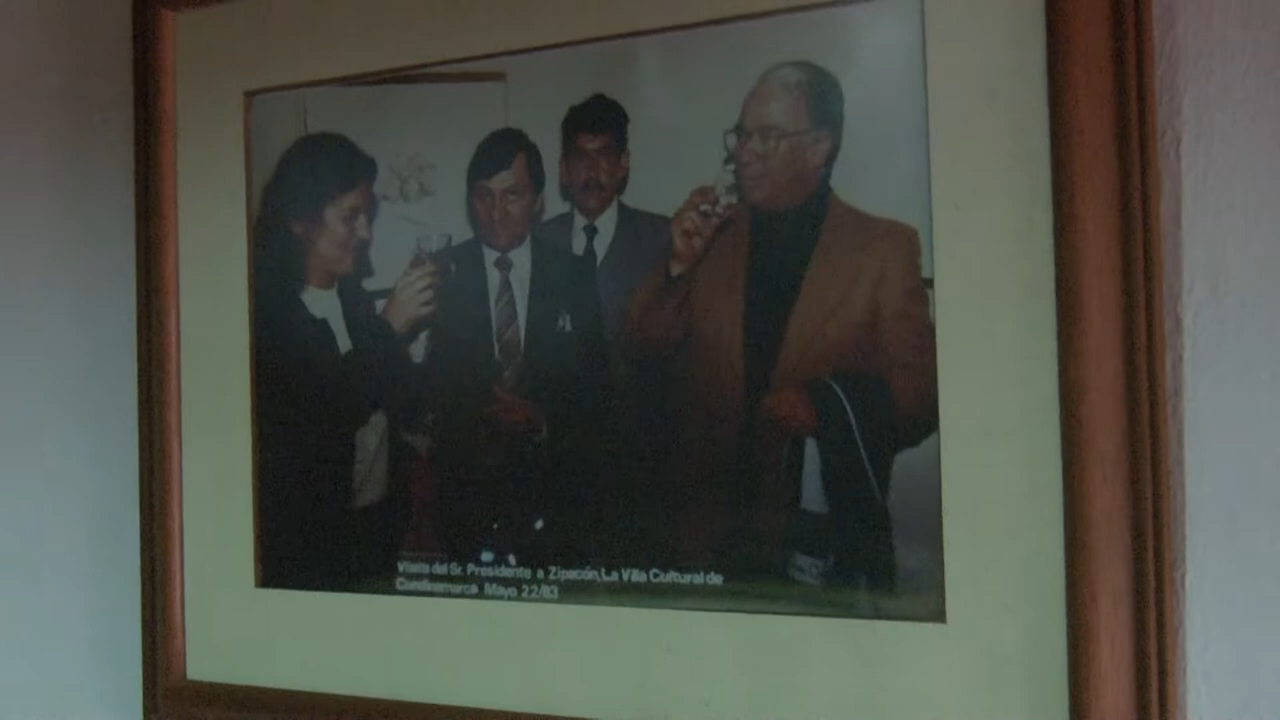 Visita del Sr. Presidente a Zipacón, La Villa Cultural de
Cundinamarca Mayo 22/83